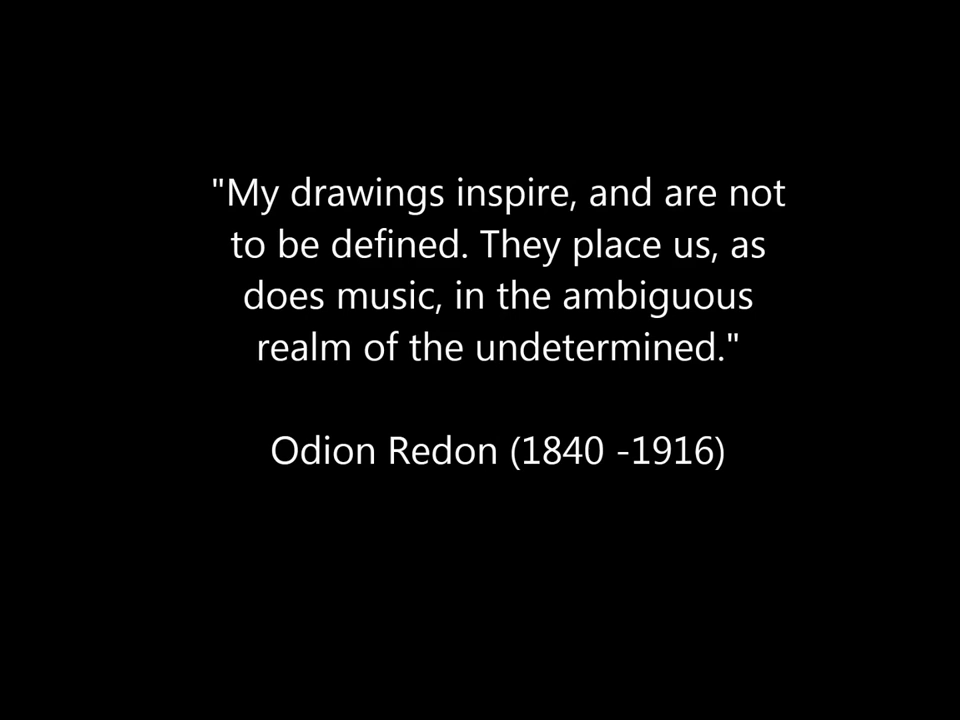 "My drawings inspire, and are not
to be defined. They place us, as
does music, in the ambiguous
realm of the undetermined."
Odion Redon (1840 -1916)